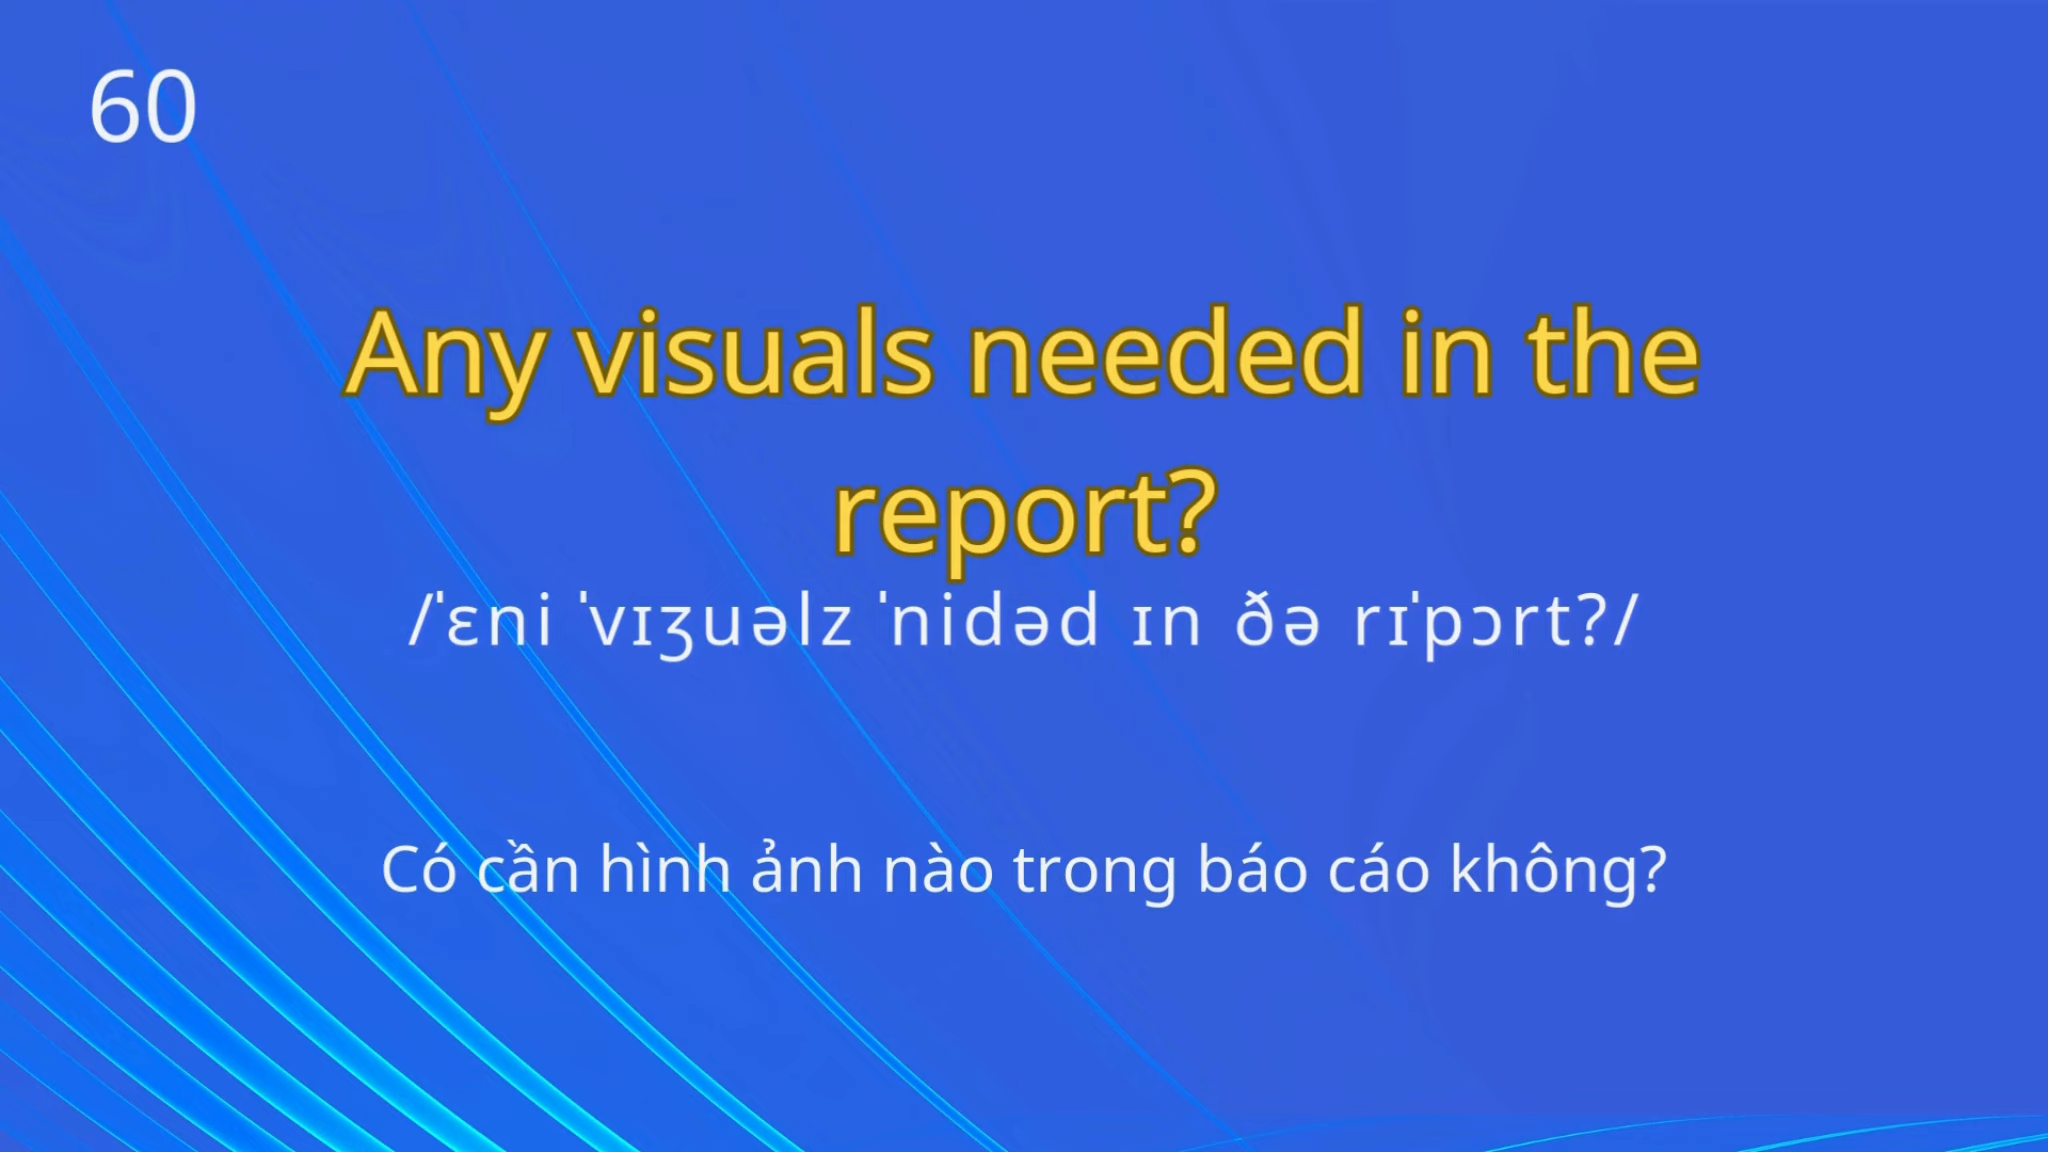 60
Any visuals needed in the
report?
/ˈɛni ˈvɪʒuəlz ˈnidəd ɪn ðə rɪˈpɔrt?/
Có cần hình ảnh nào trong báo cáo không?